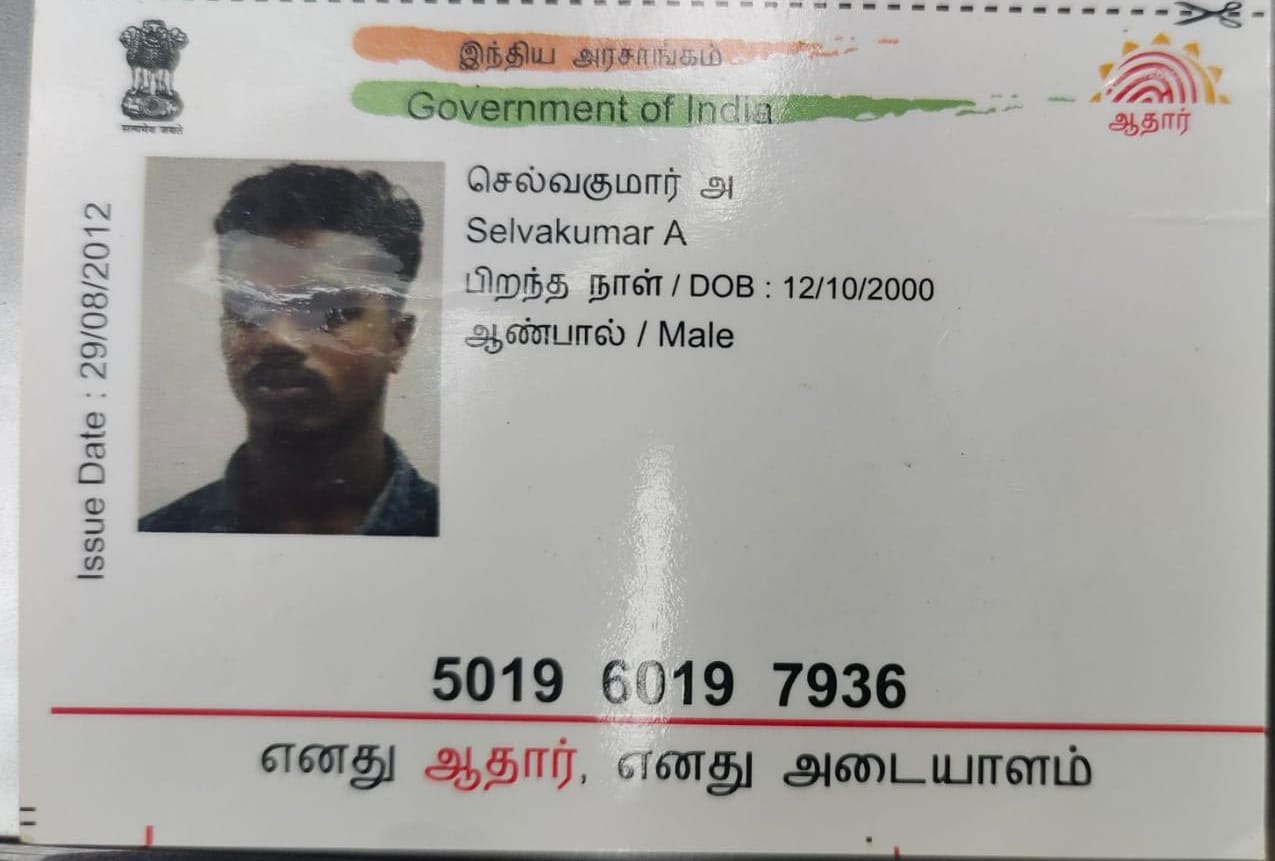 இந்திய அரசாங்கம்
Government of India
सत्यमेव जयते
ஆதார்
செல்வகுமார் அ
Selvakumar A
பிறந்த நாள் / DOB : 12/10/2000
ஆண்பால் / Male
Issue Date : 29/08/2012
5019 6019 7936
எனது ஆதார், எனது அடையாளம்